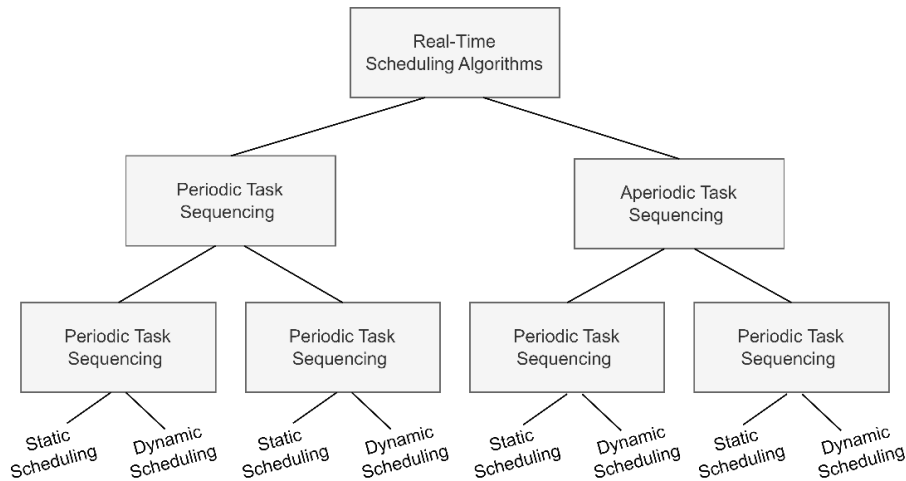 Real-Time
Scheduling Algorithms
Periodic Task
Sequencing
Aperiodic Task
Sequencing
Periodic Task
Sequencing
Periodic Task
Sequencing
Periodic Task
Sequencing
Periodic Task
Sequencing
Static
Scheduling
Dynamic
Scheduling
Static
Scheduling
Dynamic
Scheduling
Static
Scheduling
Dynamic
Scheduling
Static
Scheduling
Dynamic
Scheduling